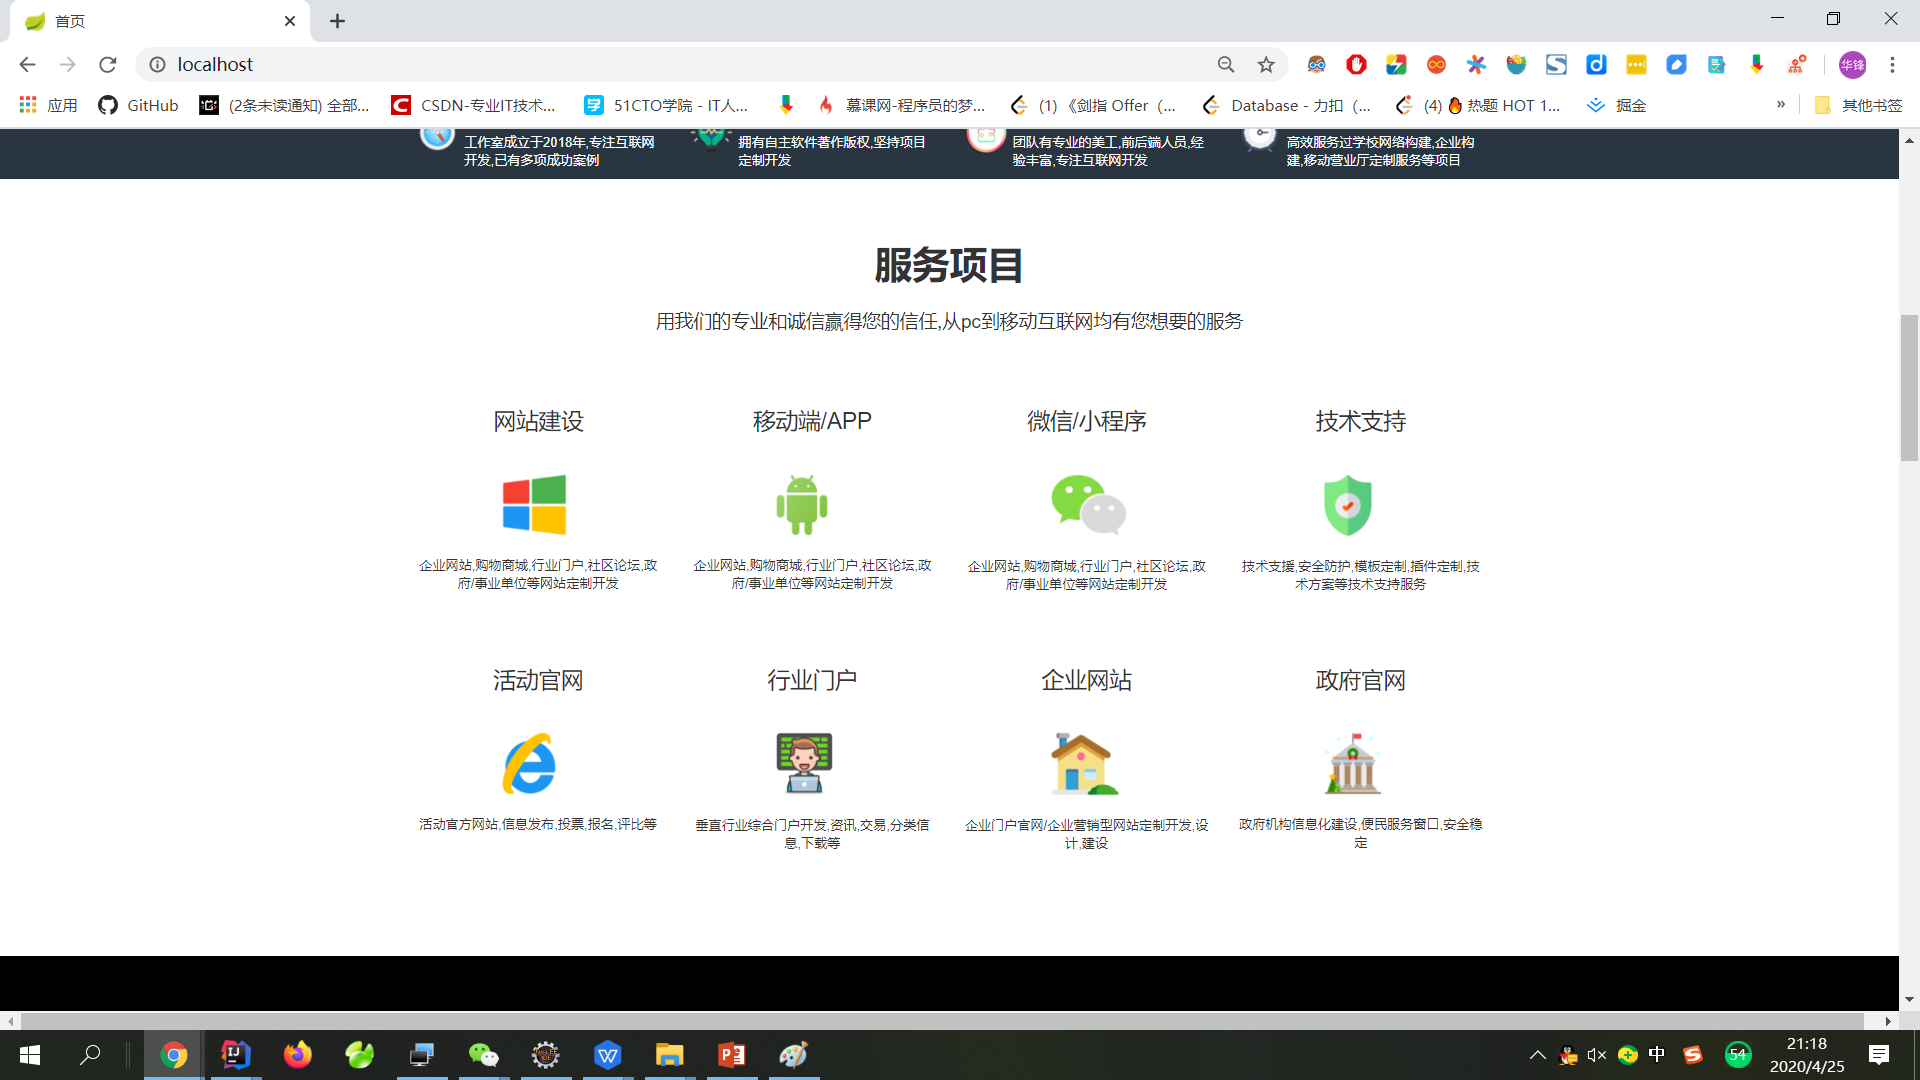 首页
localhost
应用
GitHub
(2条未读通知) 全部...
CSDN-专业IT技术...
51CTO学院 - IT人...
慕课网-程序员的梦...
(1) 《剑指 Offer（...
Database - 力扣（...
(4) 🔥 热题 HOT 1...
掘金
»
其他书签
华锋
工作室成立于2018年,专注互联网
开发,已有多项成功案例
拥有自主软件著作版权,坚持项目
定制开发
团队有专业的美工,前后端人员,经
验丰富,专注互联网开发
高效服务过学校网络构建,企业构
建,移动营业厅定制服务等项目
服务项目
用我们的专业和诚信赢得您的信任,从pc到移动互联网均有您想要的服务
网站建设
移动端/APP
微信/小程序
技术支持
企业网站,购物商城,行业门户,社区论坛,政
府/事业单位等网站定制开发
企业网站,购物商城,行业门户,社区论坛,政
府/事业单位等网站定制开发
企业网站,购物商城,行业门户,社区论坛,政
府/事业单位等网站定制开发
技术支援,安全防护,模板定制,插件定制,技
术方案等技术支持服务
活动官网
行业门户
企业网站
政府官网
活动官方网站,信息发布,投票,报名,评比等
垂直行业综合门户开发,资讯,交易,分类信
息,下载等
企业门户官网/企业营销型网站定制开发,设
计,建设
政府机构信息化建设,便民服务窗口,安全稳
定
中
54
21:18
2020/4/25